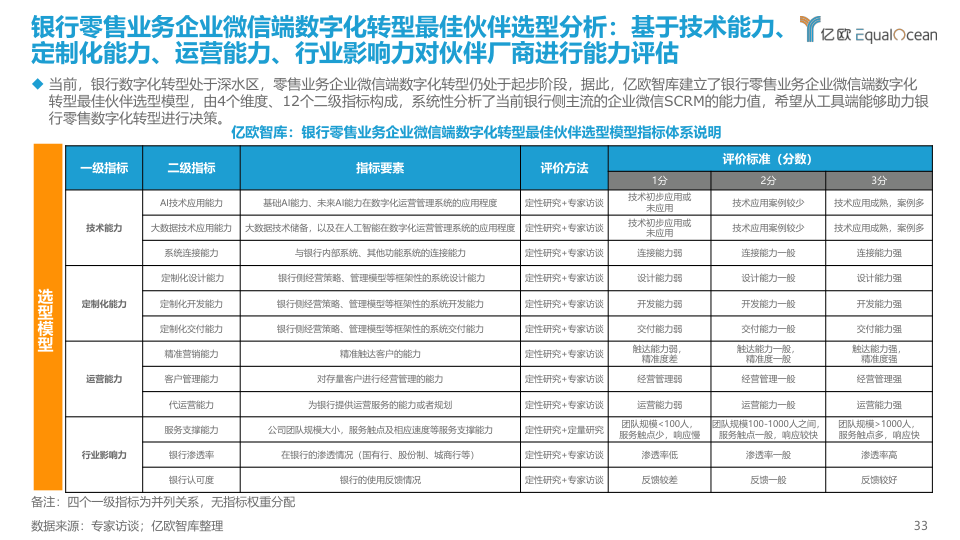 银行零售业务企业微信端数字化转型最佳伙伴选型分析：基于技术能力、
定制化能力、运营能力、行业影响力对伙伴厂商进行能力评估
亿欧 EqualOcean
◆ 当前，银行数字化转型处于深水区，零售业务企业微信端数字化转型仍处于起步阶段，据此，亿欧智库建立了银行零售业务企业微信端数字化
转型最佳伙伴选型模型，由4个维度、12个二级指标构成，系统性分析了当前银行侧主流的企业微信SCRM的能力值，希望从工具端能够助力银
行零售数字化转型进行决策。
亿欧智库：银行零售业务企业微信端数字化转型最佳伙伴选型模型指标体系说明
选型模型
一级指标 二级指标 指标要素 评价方法 评价标准（分数）
1分 2分 3分
技术能力
AI技术应用能力 基础AI能力、未来AI能力在数字化运营管理系统的应用程度 定性研究+专家访谈 技术初步应用或 技术应用案例较少 技术应用成熟，案例多
未应用
大数据技术应用能力 大数据技术储备，以及在人工智能在数字化运营管理系统的应用程度 定性研究+专家访谈 技术初步应用或 技术应用案例较少 技术应用成熟，案例多
未应用
系统连接能力 与银行内部系统、其他功能系统的连接能力 定性研究+专家访谈 连接能力弱 连接能力一般 连接能力强
定制化能力
定制化设计能力 银行侧经营策略、管理模型等框架性的系统设计能力 定性研究+专家访谈 设计能力弱 设计能力一般 设计能力强
定制化开发能力 银行侧经营策略、管理模型等框架性的系统开发能力 定性研究+专家访谈 开发能力弱 开发能力一般 开发能力强
定制化交付能力 银行侧经营策略、管理模型等框架性的系统交付能力 定性研究+专家访谈 交付能力弱 交付能力一般 交付能力强
运营能力
精准营销能力 精准触达客户的能力 定性研究+专家访谈 触达能力弱， 触达能力一般， 触达能力强，
精准度差 精准度一般 精准度强
客户管理能力 对存量客户进行经营管理的能力 定性研究+专家访谈 经营管理弱 经营管理一般 经营管理强
代运营能力 为银行提供运营服务的能力或者规划 定性研究+专家访谈 运营能力弱 运营能力一般 运营能力强
行业影响力
服务支撑能力 公司团队规模大小，服务触点及相应速度等服务支撑能力 定性研究+定量研究 团队规模<100人， 团队规模100-1000人之间， 团队规模>1000人，
服务触点少，响应慢 服务触点一般，响应较快 服务触点多，响应快
银行渗透率 在银行的渗透情况（国有行、股份制、城商行等） 定性研究+专家访谈 渗透率低 渗透率一般 渗透率高
银行认可度 银行的使用反馈情况 定性研究+专家访谈 反馈较差 反馈一般 反馈较好
备注：四个一级指标为并列关系，无指标权重分配
数据来源：专家访谈；亿欧智库整理
33